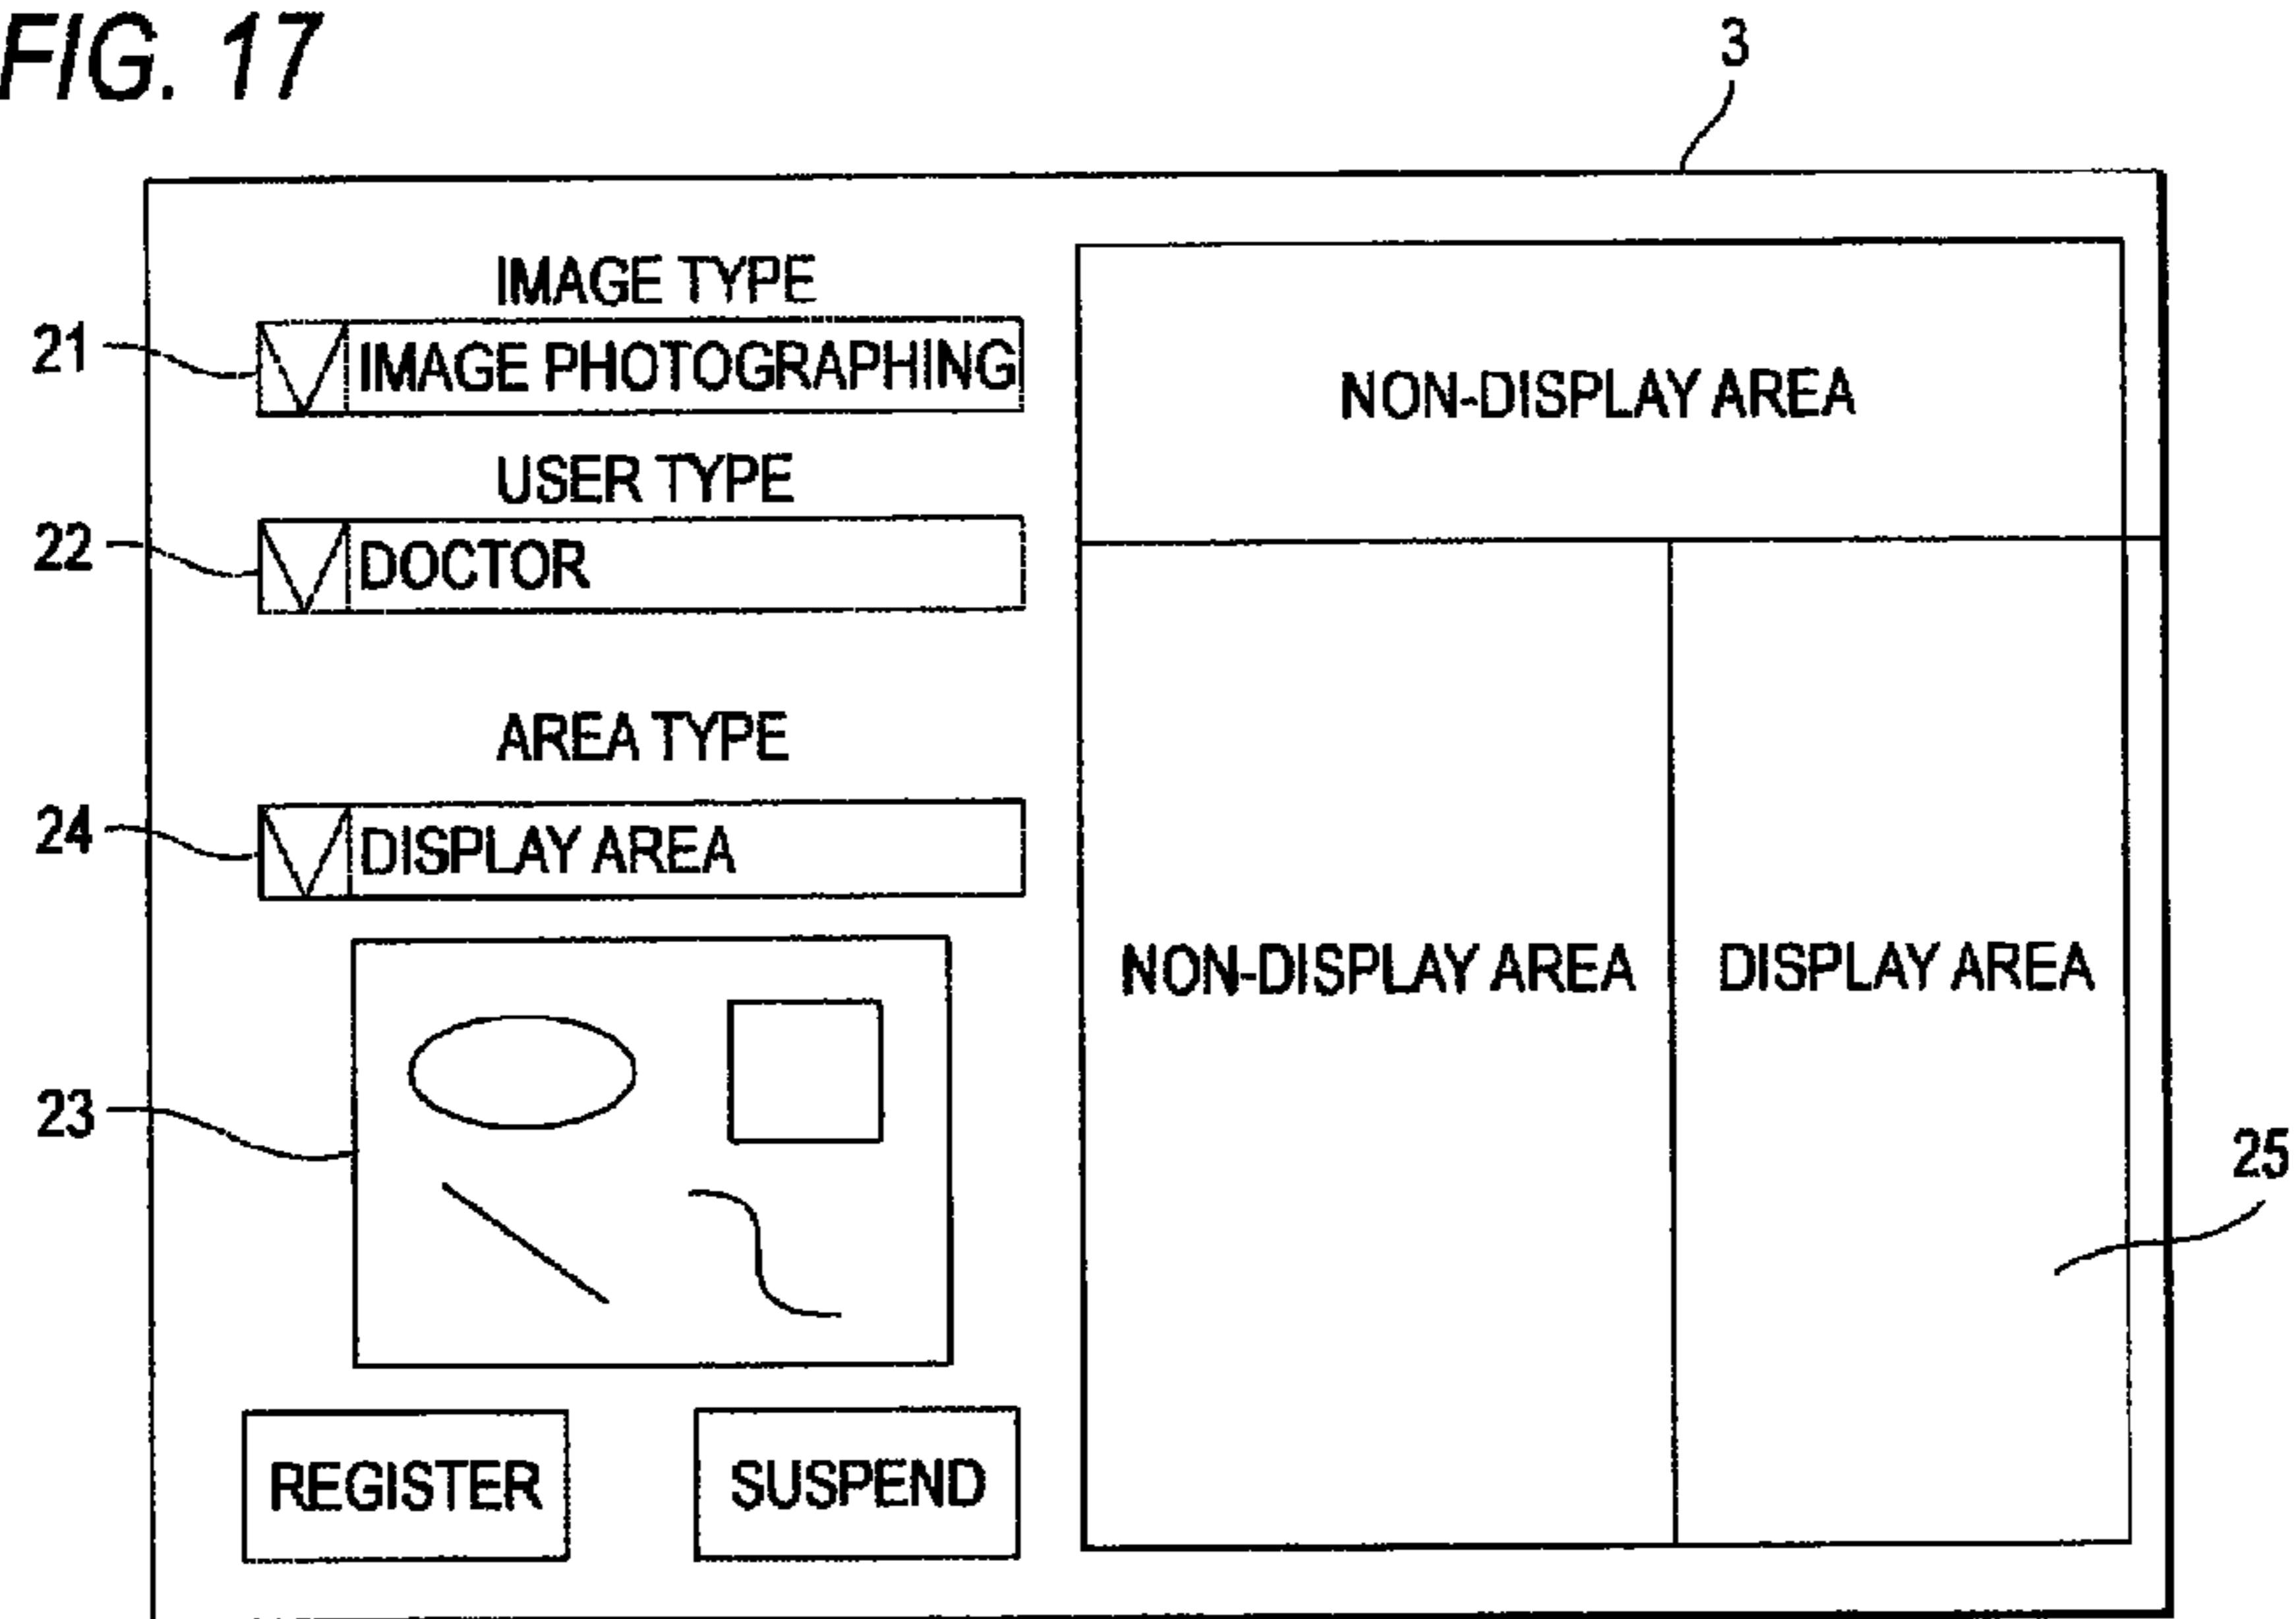 FIG. 17
3
IMAGE TYPE
21
IMAGE PHOTOGRAPHING
USER TYPE
22
DOCTOR
AREA TYPE
24
DISPLAY AREA
23
REGISTER
SUSPEND
NON-DISPLAY AREA
NON-DISPLAY AREA
DISPLAY AREA
25